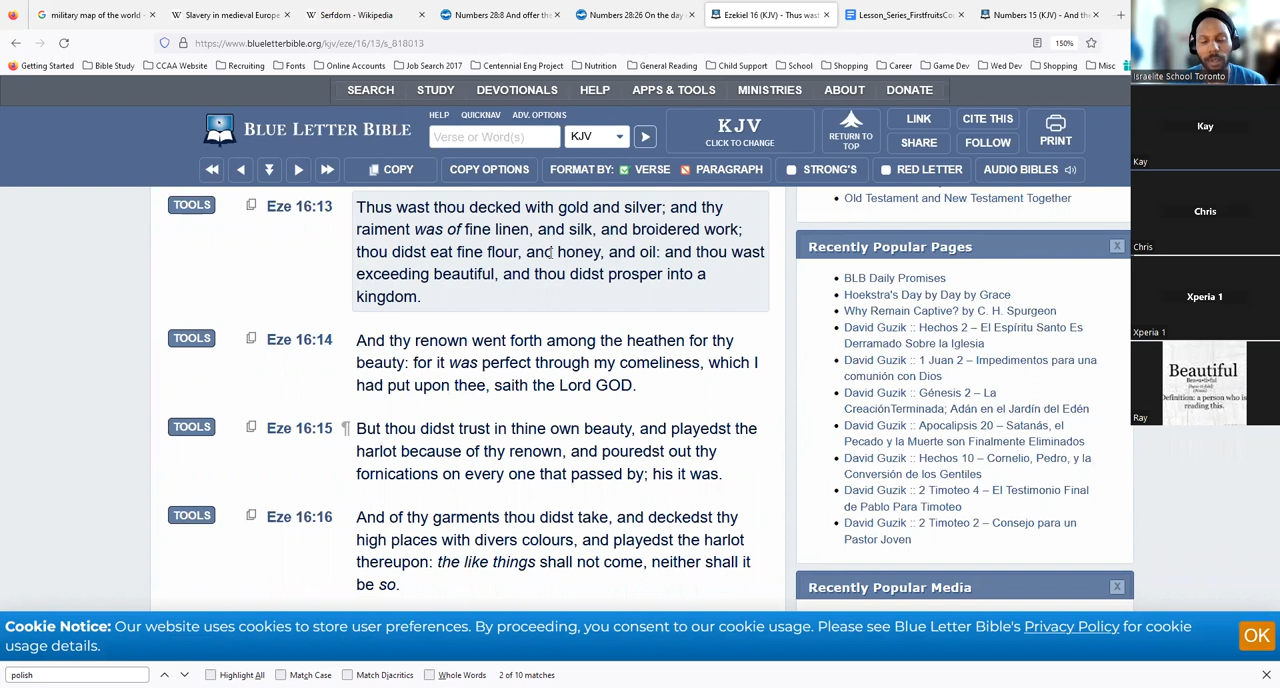 military map of the world -
Slavery in medieval Europe
Serfdom - Wikipedia
Numbers 28:8 And offer the
Numbers 28:26 On the day
Ezekiel 16 (KJV) - Thus wast
Lesson_Series_FirstfruitsCo
Numbers 15 (KJV) - And the
https://www.blueletterbible.org/kjv/eze/16/13/s_818013
150%
Getting Started
Bible Study
CCAA Website
Recruiting
Fonts
Online Accounts
Job Search 2017
Centennial Eng Project
Nutrition
General Reading
Child Support
School
Shopping
Career
Game Dev
Wed Dev
Shopping
Misc
SEARCH STUDY DEVOTIONALS HELP APPS & TOOLS MINISTRIES ABOUT DONATE
BLUE LETTER BIBLE
HELP QUICKNAV ADV. OPTIONS
Verse or Word(s)
KJV
KJV
CLICK TO CHANGE
RETURN TO
TOP
LINK
CITE THIS
SHARE
FOLLOW
PRINT
COPY
COPY OPTIONS
FORMAT BY: VERSE PARAGRAPH
STRONG'S
RED LETTER
AUDIO BIBLES
TOOLS
Eze 16:13
Thus wast thou decked with gold and silver; and thy
raiment was of fine linen, and silk, and broidered work;
thou didst eat fine flour, and honey, and oil: and thou wast
exceeding beautiful, and thou didst prosper into a
kingdom.
TOOLS
Eze 16:14
And thy renown went forth among the heathen for thy
beauty: for it was perfect through my comeliness, which I
had put upon thee, saith the Lord GOD.
TOOLS
Eze 16:15
¶ But thou didst trust in thine own beauty, and playedst the
harlot because of thy renown, and pouredst out thy
fornications on every one that passed by; his it was.
TOOLS
Eze 16:16
And of thy garments thou didst take, and deckedst thy
high places with divers colours, and playedst the harlot
thereupon: the like things shall not come, neither shall it
be so.
Old Testament and New Testament Together
Recently Popular Pages
X
BLB Daily Promises
Hoekstra's Day by Day by Grace
Why Remain Captive? by C. H. Spurgeon
David Guzik :: Hechos 2 – El Espíritu Santo Es
Derramado Sobre la Iglesia
David Guzik :: 1 Juan 2 – Impedimentos para una
comunión con Dios
David Guzik :: Génesis 2 – La
CreaciónTerminada; Adán en el Jardín del Edén
David Guzik :: Apocalipsis 20 – Satanás, el
Pecado y la Muerte son Finalmente Eliminados
David Guzik :: Hechos 10 – Cornelio, Pedro, y la
Conversión de los Gentiles
David Guzik :: 2 Timoteo 4 – El Testimonio Final
de Pablo Para Timoteo
David Guzik :: 2 Timoteo 2 – Consejo para un
Pastor Joven
Recently Popular Media
X
Israelite School Toronto
Kay
Kay
Chris
Chris
Xperia 1
Xperia 1
Beautiful
Definition: a person who is
reading this.
Ray
Cookie Notice: Our website uses cookies to store user preferences. By proceeding, you consent to our cookie usage. Please see Blue Letter Bible's Privacy Policy for cookie
usage details.
OK
polish
Highlight All
Match Case
Match Diacritics
Whole Words
2 of 10 matches